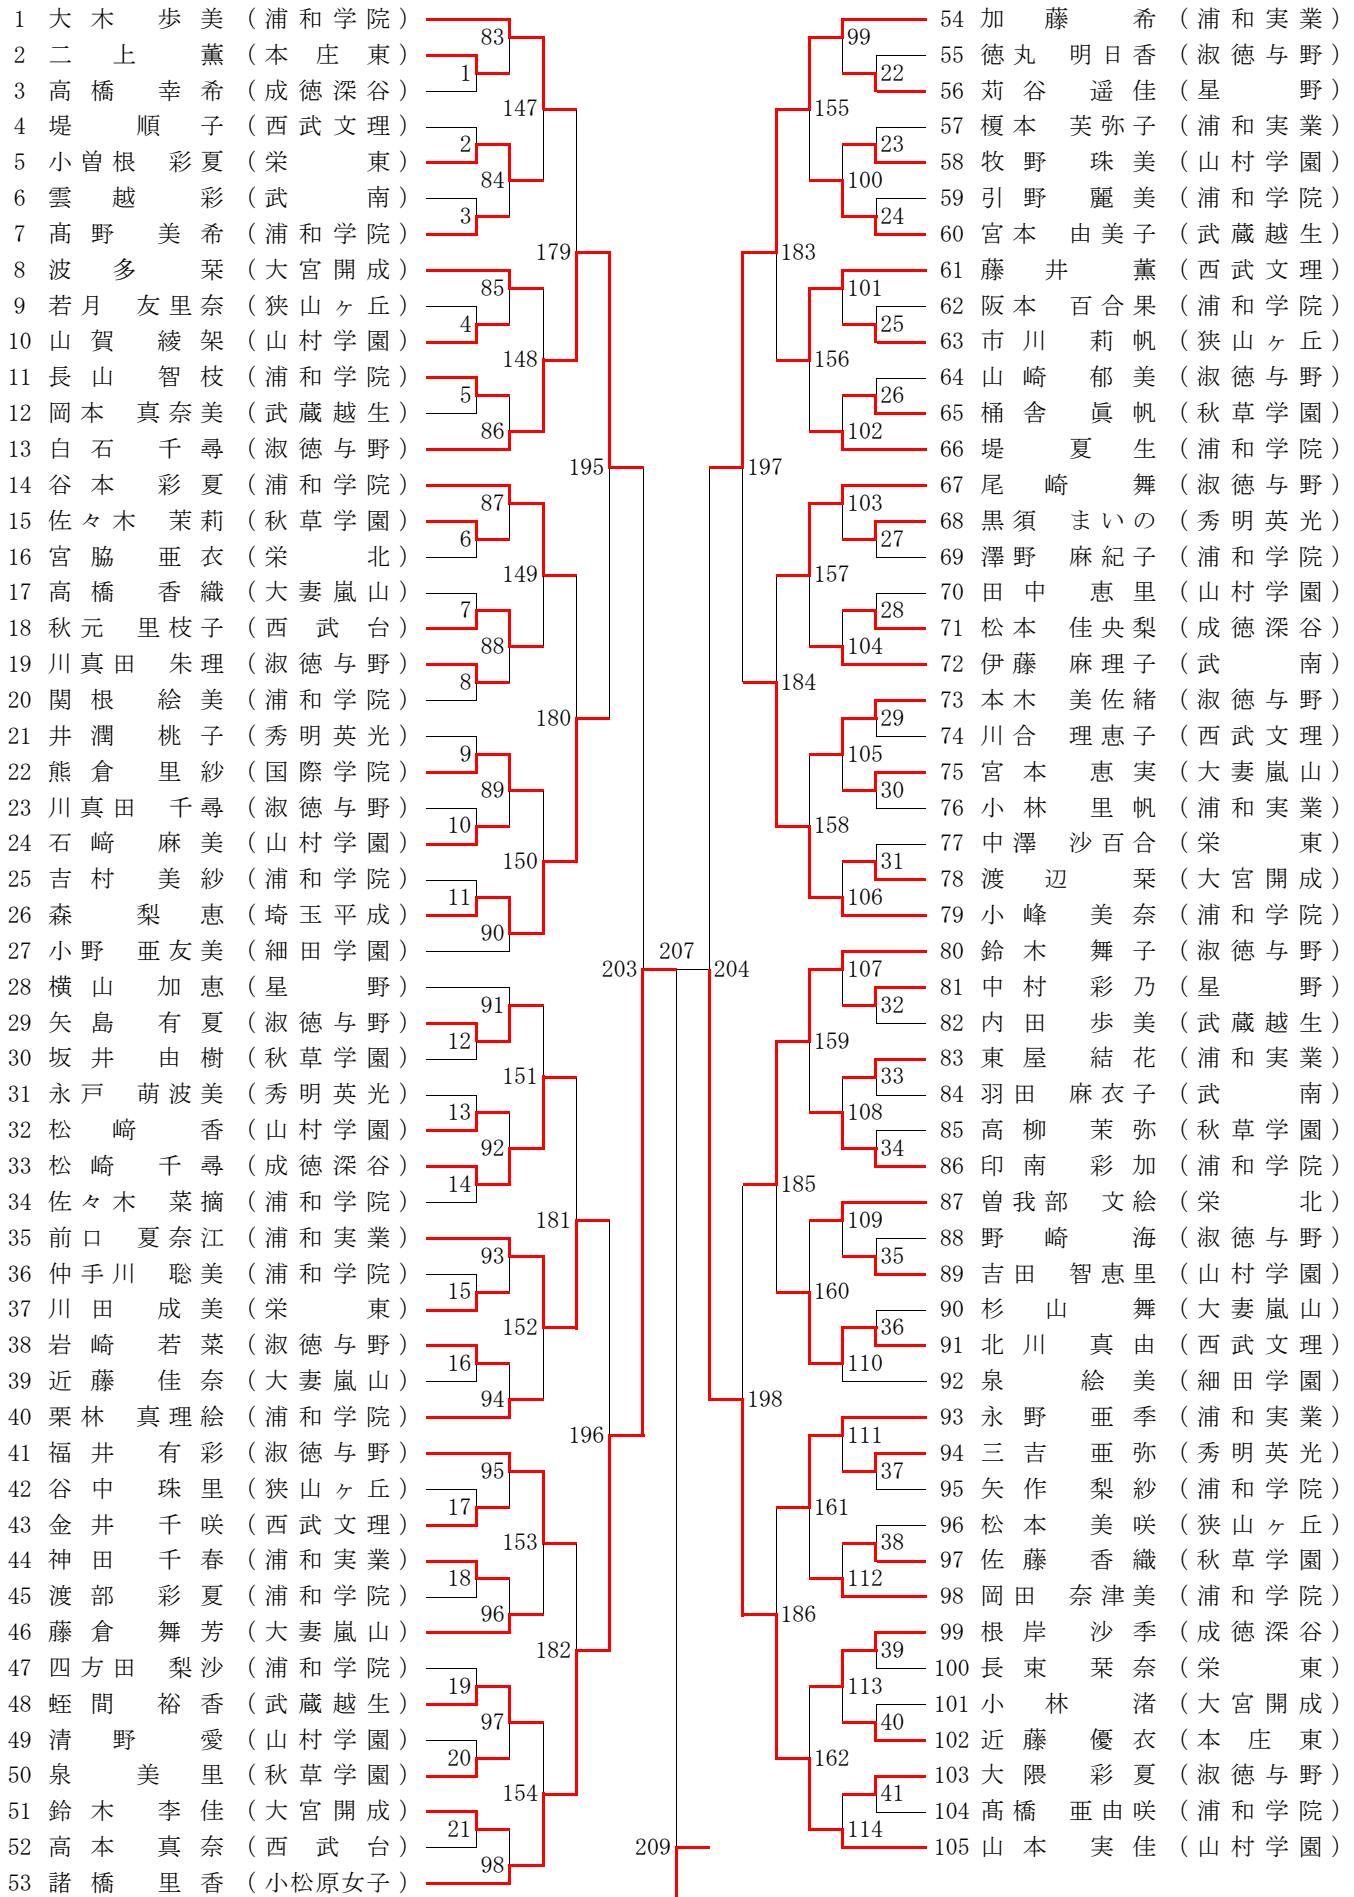 1 大木 歩美 (浦和学院)
2 二上 薫 (本庄東)
3 高橋 幸希 (成徳深谷)
4 堤 順子 (西武文理)
5 小曽根 彩夏 (栄 東)
6 雲越 彩 (武 南)
7 髙野 美希 (浦和学院)
8 波多 栞 (大宮開成)
9 若月 友里奈 (狭山ヶ丘)
10 山賀 綾架 (山村学園)
11 長山 智枝 (浦和学院)
12 岡本 真奈美 (武蔵越生)
13 白石 千尋 (淑徳与野)
14 谷本 彩夏 (浦和学院)
15 佐々木 茉莉 (秋草学園)
16 宮脇 亜衣 (栄 北)
17 高橋 香織 (大妻嵐山)
18 秋元 里枝子 (西武台)
19 川真田 朱理 (淑徳与野)
20 関根 絵美 (浦和学院)
21 井潤 桃子 (秀明英光)
22 熊倉 里紗 (国際学院)
23 川真田 千尋 (淑徳与野)
24 石﨑 麻美 (山村学園)
25 吉村 美紗 (浦和学院)
26 森 梨恵 (埼玉平成)
27 小野 亜友美 (細田学園)
28 横山 加恵 (星 野)
29 矢島 有夏 (淑徳与野)
30 坂井 由樹 (秋草学園)
31 永戸 萌波美 (秀明英光)
32 松﨑 香 (山村学園)
33 松崎 千尋 (成徳深谷)
34 佐々木 菜摘 (浦和学院)
35 前口 夏奈江 (浦和実業)
36 仲手川 聡美 (浦和学院)
37 川田 成美 (栄 東)
38 岩崎 若菜 (淑徳与野)
39 近藤 佳奈 (大妻嵐山)
40 栗林 真理絵 (浦和学院)
41 福井 有彩 (淑徳与野)
42 谷中 珠里 (狭山ヶ丘)
43 金井 千咲 (西武文理)
44 神田 千春 (浦和実業)
45 渡部 彩夏 (浦和学院)
46 藤倉 舞芳 (大妻嵐山)
47 四方田 梨沙 (浦和学院)
48 蛭間 裕香 (武蔵越生)
49 清野 愛 (山村学園)
50 泉 美里 (秋草学園)
51 鈴木 李佳 (大宮開成)
52 高本 真奈 (西武台)
53 諸橋 里香 (小松原女子)
83
1
147
2
84
3
179
85
4
148
5
86
195
87
6
149
7
88
8
180
9
89
10
150
11
90
203
91
12
151
13
92
14
181
93
15
152
16
94
196
95
17
153
18
96
182
19
97
20
154
21
98
207
209
204
99
22
155
23
100
24
183
101
25
156
26
102
197
103
27
157
28
104
184
29
105
30
158
31
106
107
32
159
33
108
34
185
109
35
160
36
110
198
111
37
161
38
112
186
39
113
40
162
41
114
54 加藤 希 (浦和実業)
55 徳丸 明日香 (淑徳与野)
56 苅谷 遥佳 (星 野)
57 榎本 芙弥子 (浦和実業)
58 牧野 珠美 (山村学園)
59 引野 麗美 (浦和学院)
60 宮本 由美子 (武蔵越生)
61 藤井 薫 (西武文理)
62 阪本 百合果 (浦和学院)
63 市川 莉帆 (狭山ヶ丘)
64 山崎 郁美 (淑徳与野)
65 桶舎 眞帆 (秋草学園)
66 堤 夏生 (浦和学院)
67 尾崎 舞 (淑徳与野)
68 黒須 まいの (秀明英光)
69 澤野 麻紀子 (浦和学院)
70 田中 恵里 (山村学園)
71 松本 佳央梨 (成徳深谷)
72 伊藤 麻理子 (武 南)
73 本木 美佐緒 (淑徳与野)
74 川合 理恵子 (西武文理)
75 宮本 恵実 (大妻嵐山)
76 小林 里帆 (浦和実業)
77 中澤 沙百合 (栄 東)
78 渡辺 栞 (大宮開成)
79 小峰 美奈 (浦和学院)
80 鈴木 舞子 (淑徳与野)
81 中村 彩乃 (星 野)
82 内田 歩美 (武蔵越生)
83 東屋 結花 (浦和実業)
84 羽田 麻衣子 (武 南)
85 高柳 茉弥 (秋草学園)
86 印南 彩加 (浦和学院)
87 曽我部 文絵 (栄 北)
88 野崎 海 (淑徳与野)
89 吉田 智恵里 (山村学園)
90 杉山 舞 (大妻嵐山)
91 北川 真由 (西武文理)
92 泉 絵美 (細田学園)
93 永野 亜季 (浦和実業)
94 三吉 亜弥 (秀明英光)
95 矢作 梨紗 (浦和学院)
96 松本 美咲 (狭山ヶ丘)
97 佐藤 香織 (秋草学園)
98 岡田 奈津美 (浦和学院)
99 根岸 沙季 (成徳深谷)
100 長東 栞奈 (栄 東)
101 小林 渚 (大宮開成)
102 近藤 優衣 (本庄東)
103 大隈 彩夏 (淑徳与野)
104 髙橋 亜由咲 (浦和学院)
105 山本 実佳 (山村学園)